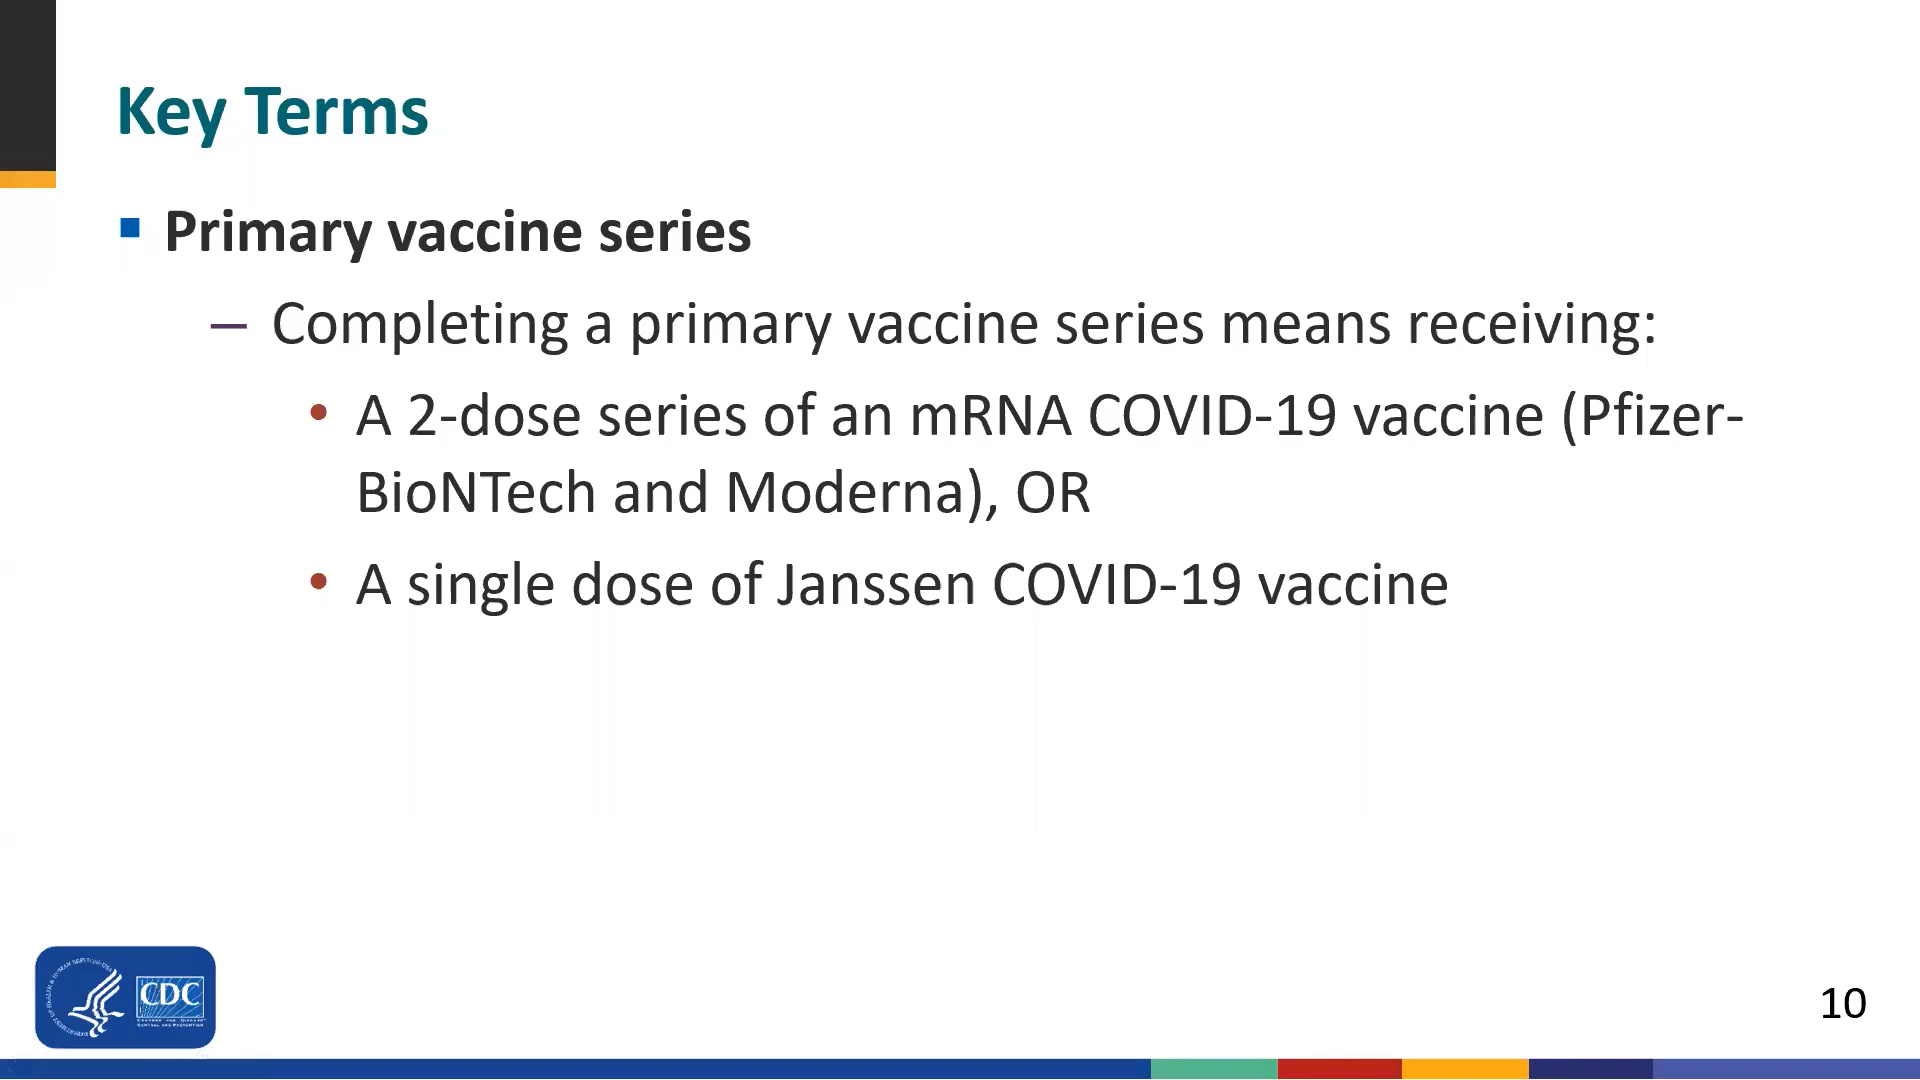 Key Terms
▪ Primary vaccine series
– Completing a primary vaccine series means receiving:
• A 2-dose series of an mRNA COVID-19 vaccine (Pfizer-
BioNTech and Moderna), OR
• A single dose of Janssen COVID-19 vaccine
CDC
10